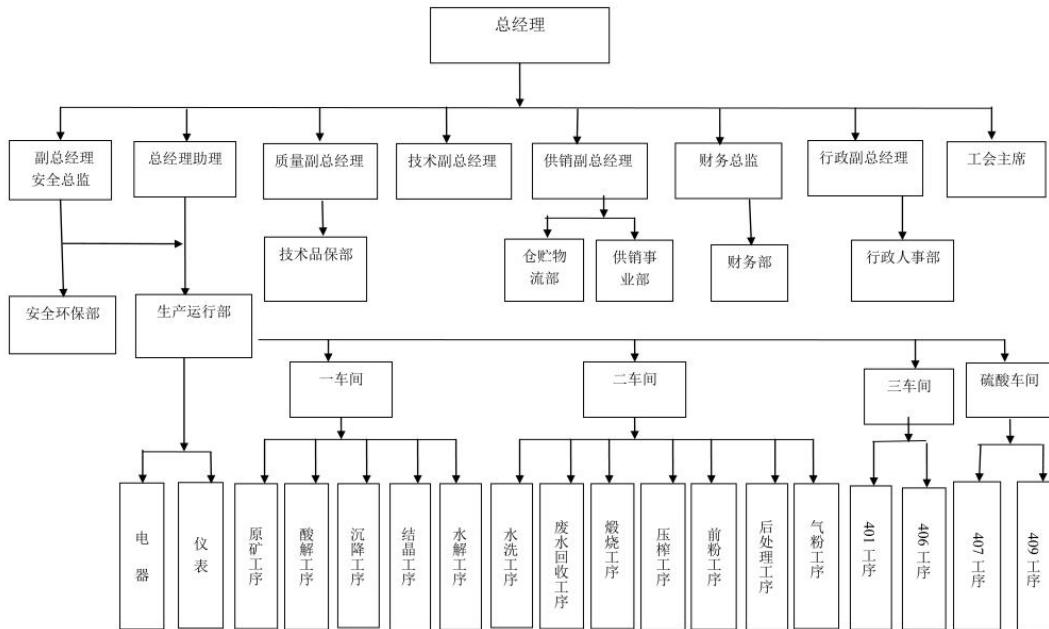 总经理
副总经理
安全总监
总经理助理
质量副总经理
技术副总经理
供销副总经理
财务总监
行政副总经理
工会主席
技术品保部
仓贮物
流部
供销事
业部
财务部
行政人事部
安全环保部
生产运行部
一车间
二车间
三车间
硫酸车间
电器
仪表
原矿工序
酸解工序
沉降工序
结晶工序
水解工序
水洗工序
废水回收工序
煅烧工序
压榨工序
前粉工序
后处理工序
气粉工序
401 工序
406 工序
407 工序
409 工序